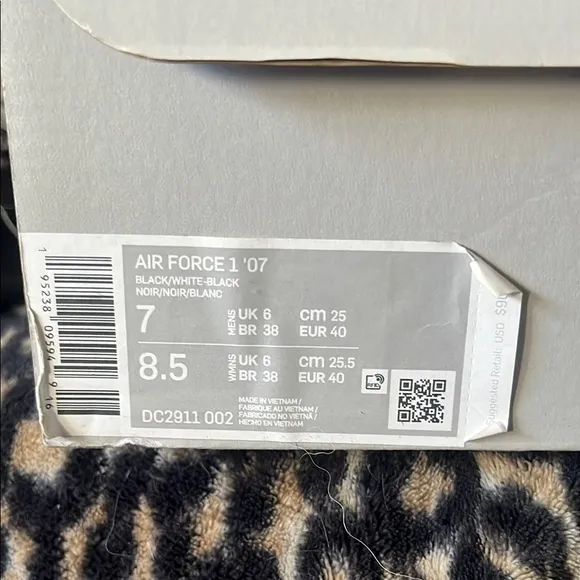 AIR FORCE 1 '07
BLACK/WHITE-BLACK
NOIR/NOIR/BLANC
7 MENS UK 6 cm 25
BR 38 EUR 40
8.5 WMNS UK 6 cm 25.5
BR 38 EUR 40
RFID
DC2911 002
MADE IN VIETNAM /
FABRIQUE AU VIETNAM /
FABRICADO NO VIETNÃ /
HECHO EN VIETNAM
1 95238 09594 9 16
Retail: USD $90